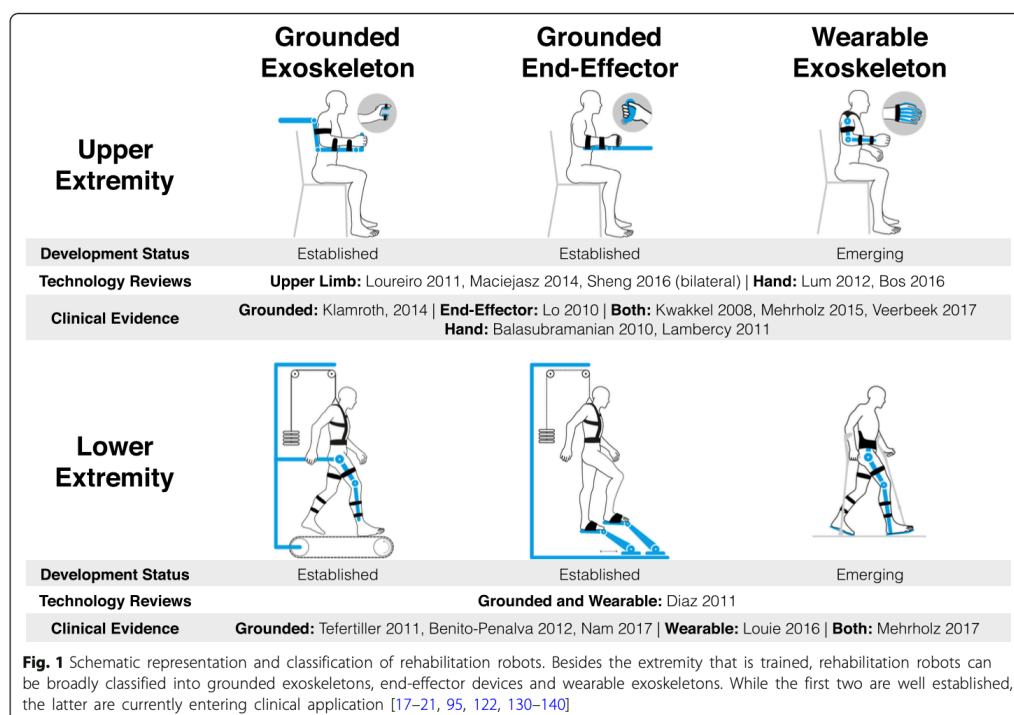 Grounded Exoskeleton
Grounded End-Effector
Wearable Exoskeleton
Upper Extremity
Development Status Established Established Emerging
Technology Reviews Upper Limb: Loureiro 2011, Maciejasz 2014, Sheng 2016 (bilateral) | Hand: Lum 2012, Bos 2016
Clinical Evidence Grounded: Klamroth, 2014 | End-Effector: Lo 2010 | Both: Kwakkel 2008, Mehrholz 2015, Veerbeek 2017
Hand: Balasubramanian 2010, Lambercy 2011
Lower Extremity
Development Status Established Established Emerging
Technology Reviews Grounded and Wearable: Diaz 2011
Clinical Evidence Grounded: Tefertiller 2011, Benito-Penalva 2012, Nam 2017 | Wearable: Louie 2016 | Both: Mehrholz 2017
Fig. 1 Schematic representation and classification of rehabilitation robots. Besides the extremity that is trained, rehabilitation robots can
be broadly classified into grounded exoskeletons, end-effector devices and wearable exoskeletons. While the first two are well established,
the latter are currently entering clinical application [17–21, 95, 122, 130–140]